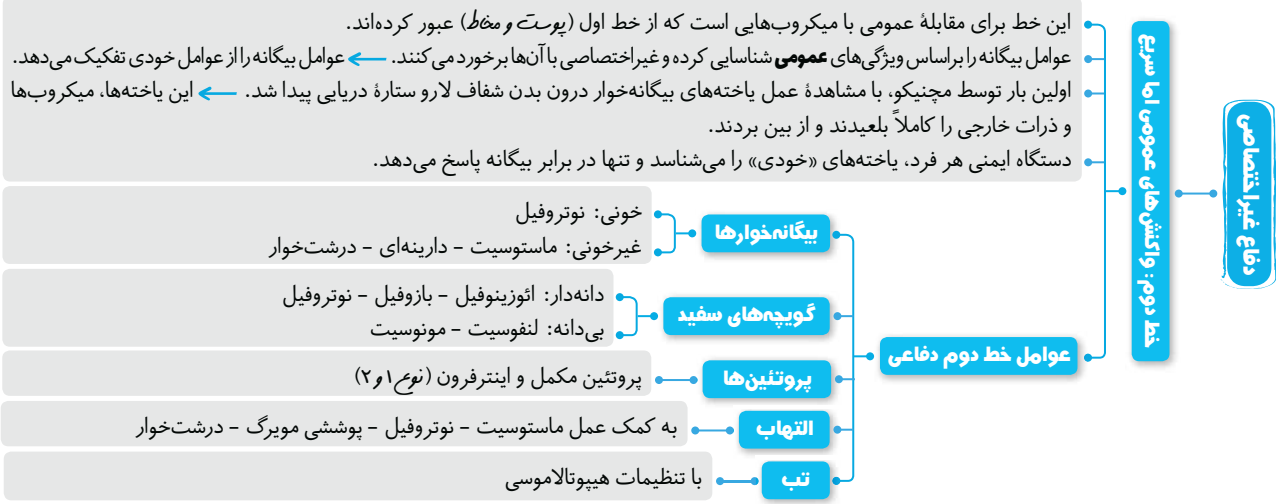 دفاع غیراختصاصی
خط دوم: واکنش‌های عمومی اما سریع
این خط برای مقابلهٔ عمومی با میکروب‌هایی است که از خط اول (پوست و مخاط) عبور کرده‌اند.
عوامل بیگانه را براساس ویژگی‌های عمومی شناسایی کرده و غیراختصاصی با آن‌ها برخورد می‌کنند. ← عوامل بیگانه را از عوامل خودی تفکیک می‌دهد.
اولین بار توسط مچنیکو، با مشاهدهٔ عمل یاخته‌های بیگانه‌خوار درون بدن شفاف لارو ستارهٔ دریایی پیدا شد. ← این یاخته‌ها، میکروب‌ها
و ذرات خارجی را کاملاً بلعیدند و از بین بردند.
دستگاه ایمنی هر فرد، یاخته‌های «خودی» را می‌شناسد و تنها در برابر بیگانه پاسخ می‌دهد.
عوامل خط دوم دفاعی
بیگانه‌خوارها
خونی: نوتروفیل
غیرخونی: ماستوسیت - دارینه‌ای - درشت‌خوار
گویچه‌های سفید
دانه‌دار: ائوزینوفیل - بازوفیل - نوتروفیل
بی‌دانه: لنفوسیت - مونوسیت
پروتئین‌ها
پروتئین مکمل و اینترفرون (نوع ۱ و ۲)
التهاب
به کمک عمل ماستوسیت - نوتروفیل - پوششی مویرگ - درشت‌خوار
تب
با تنظیمات هیپوتالاموسی